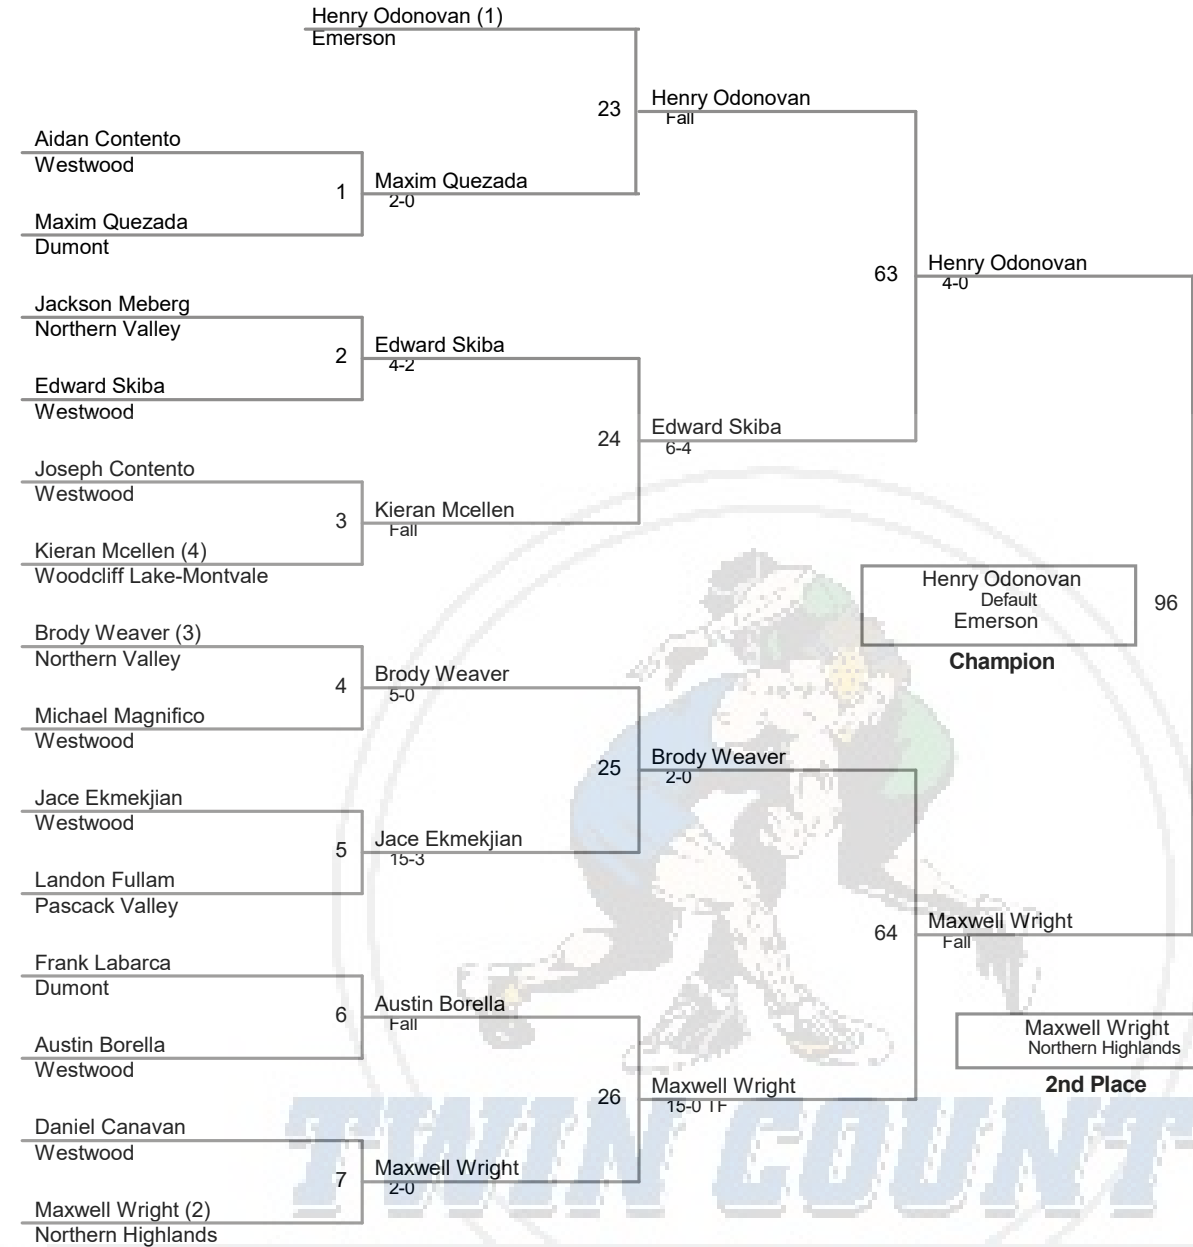 Henry Odonovan (1)
Emerson
23
Henry Odonovan
Fall
Aidan Contento
Westwood
1
Maxim Quezada
2-0
Maxim Quezada
Dumont
63
Henry Odonovan
4-0
Jackson Meberg
Northern Valley
2
Edward Skiba
4-2
Edward Skiba
Westwood
24
Edward Skiba
6-4
Joseph Contento
Westwood
3
Kieran Mcellen
Fall
Kieran Mcellen (4)
Woodcliff Lake-Montvale
Henry Odonovan
Default
Emerson
96
Champion
Brody Weaver (3)
Northern Valley
4
Brody Weaver
5-0
Michael Magnifico
Westwood
25
Brody Weaver
2-0
Jace Ekmekjian
Westwood
5
Jace Ekmekjian
15-3
Landon Fullam
Pascack Valley
64
Maxwell Wright
Fall
Frank Labarca
Dumont
6
Austin Borella
Fall
Austin Borella
Westwood
Maxwell Wright
Northern Highlands
2nd Place
26
Maxwell Wright
15-0 TF
Daniel Canavan
Westwood
7
Maxwell Wright
2-0
Maxwell Wright (2)
Northern Highlands
TWIN COUNT